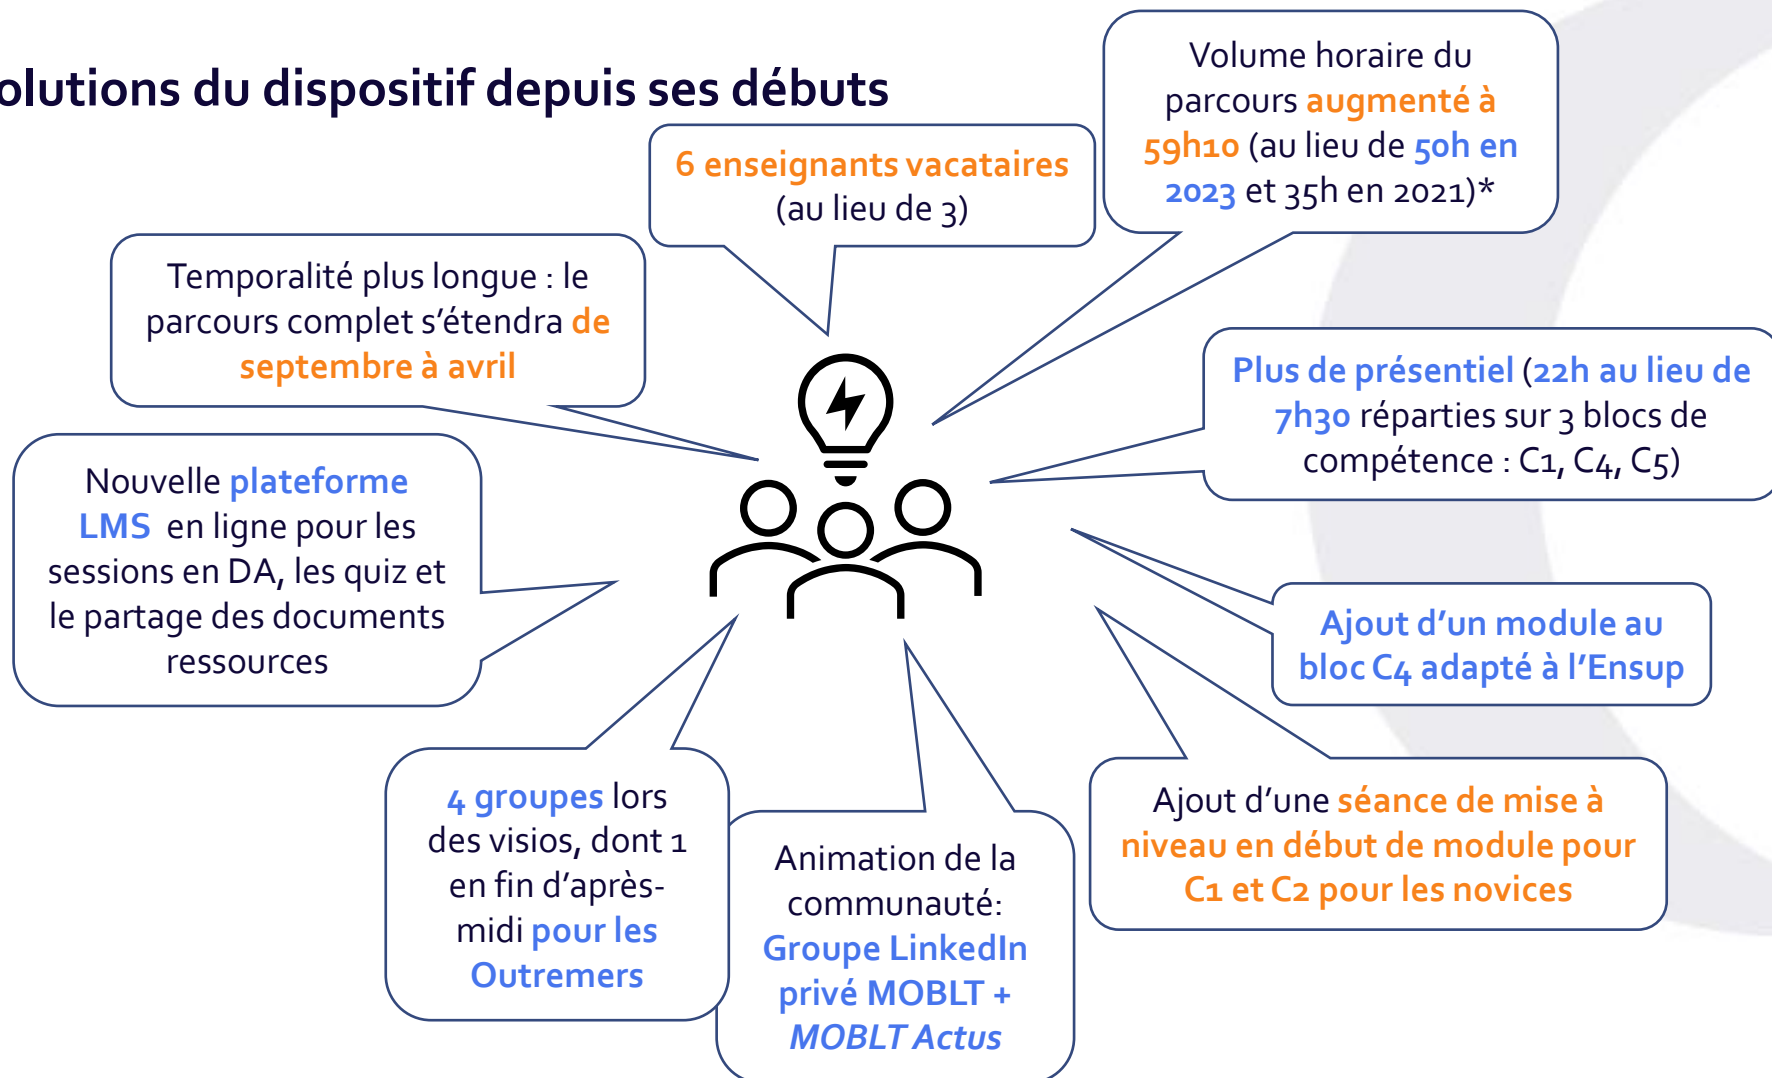 olutions du dispositif depuis ses débuts
Volume horaire du
parcours augmenté à
59h10 (au lieu de 50h en
2023 et 35h en 2021)*
6 enseignants vacataires
(au lieu de 3)
Temporalité plus longue : le
parcours complet s’étendra de
septembre à avril
Plus de présentiel (22h au lieu de
7h30 réparties sur 3 blocs de
compétence : C1, C4, C5)
Nouvelle plateforme
LMS en ligne pour les
sessions en DA, les quiz et
le partage des documents
ressources
Ajout d’un module au
bloc C4 adapté à l’Ensup
4 groupes lors
des visios, dont 1
en fin d’après-
midi pour les
Outremers
Animation de la
communauté:
Groupe LinkedIn
privé MOBLT +
MOBLT Actus
Ajout d’une séance de mise à
niveau en début de module pour
C1 et C2 pour les novices